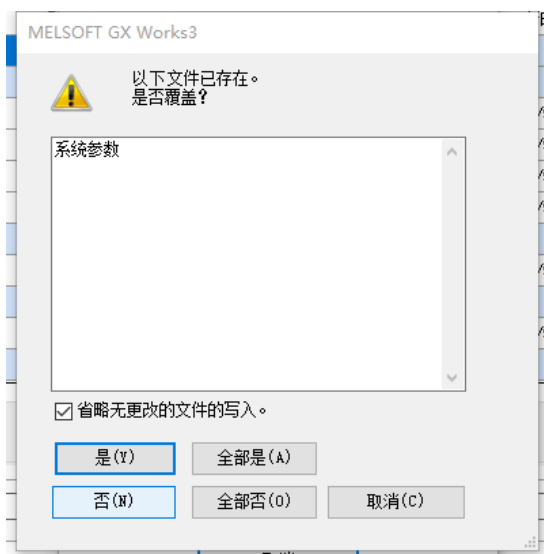 MELSOFT GX Works3
以下文件已存在。
是否覆盖?
系统参数
省略无更改的文件的写入。
是(Y)
全部是(A)
否(N)
全部否(O)
取消(C)